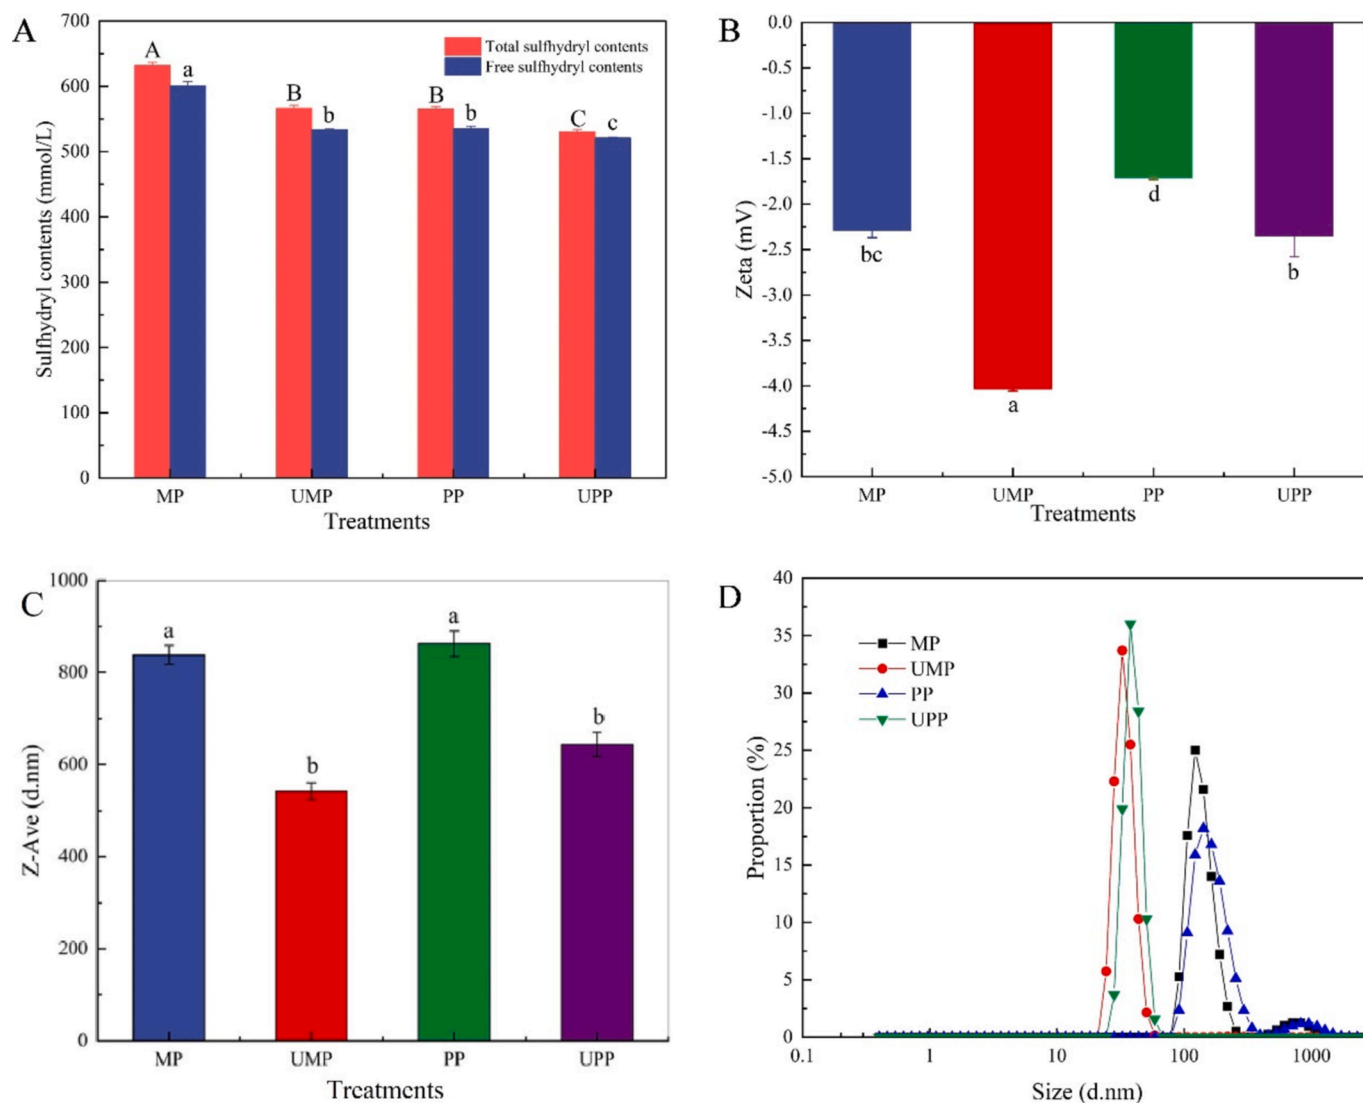 A
700
600
500
400
300
200
100
0
Sulfhydryl contents (mmol/L)
Total sulfhydryl contents
Free sulfhydryl contents
A
a
B
b
B
b
C
c
MP
UMP
PP
UPP
Treatments
B
0.0
-0.5
-1.0
-1.5
-2.0
-2.5
-3.0
-3.5
-4.0
-4.5
-5.0
Zeta (mV)
bc
a
d
b
MP
UMP
PP
UPP
Treatments
C
1000
800
600
400
200
0
Z-Ave (d.nm)
a
b
a
b
MP
UMP
PP
UPP
Treatments
D
40
35
30
25
20
15
10
5
0
Proportion (%)
MP
UMP
PP
UPP
0.1
1
10
100
1000
Size (d.nm)